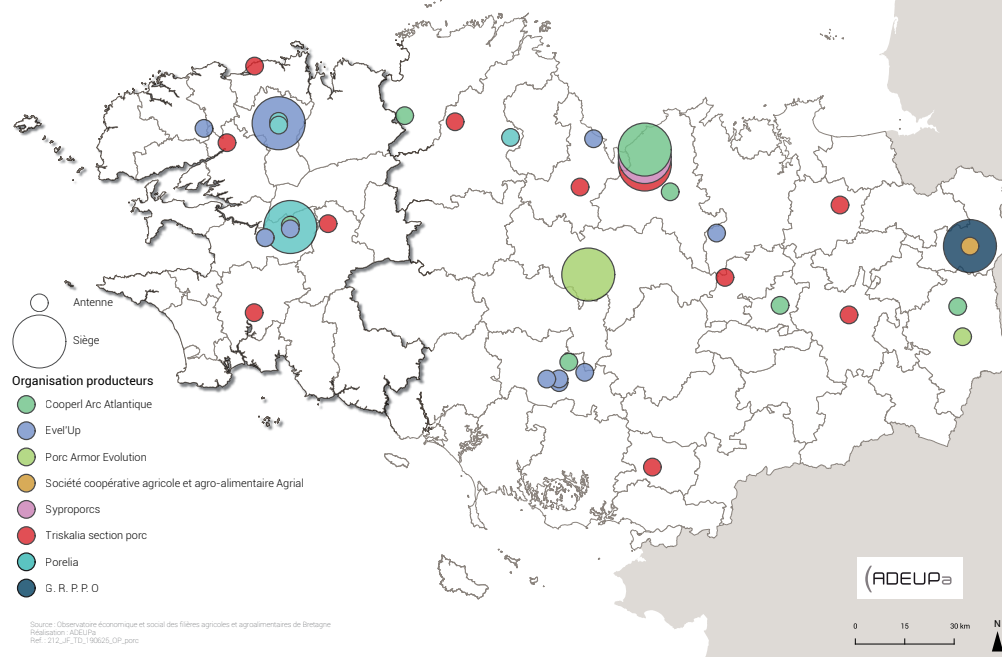 Antenne
Siège
Organisation producteurs
Cooperl Arc Atlantique
Evel'Up
Porc Armor Evolution
Société coopérative agricole et agro-alimentaire Agrial
Syproporcs
Triskalia section porc
Porelia
G. R. P. P. O
Source : Observatoire économique et social des filières agricoles et agroalimentaires de Bretagne
Réalisation : ADEUPa
Ref. : 212_JF_TD_190625_OP_porc
(ADEUPa
0 15 30 km
N